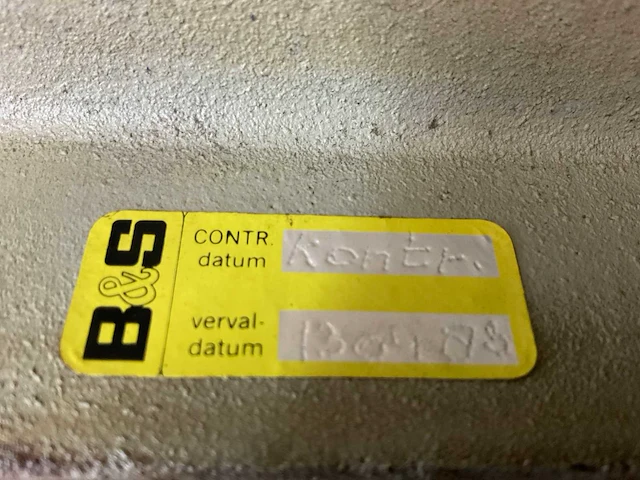 B&S
CONTR. datum
Kontr.
verval-
datum